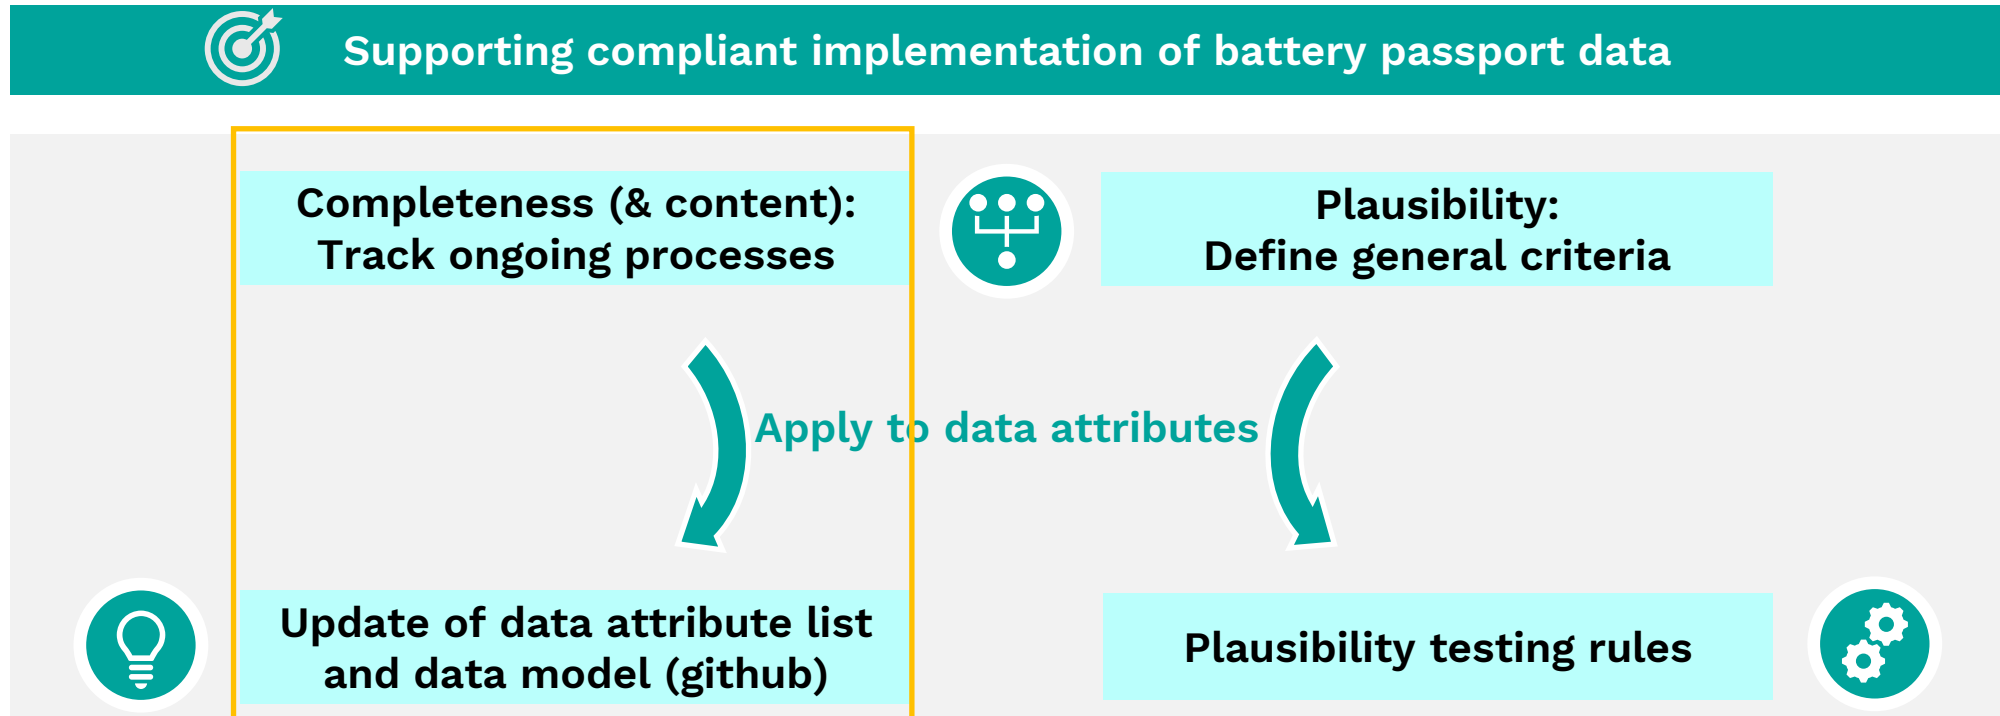 Supporting compliant implementation of battery passport data
Completeness (& content):
Track ongoing processes
Plausibility:
Define general criteria
Apply to data attributes
Update of data attribute list
and data model (github)
Plausibility testing rules